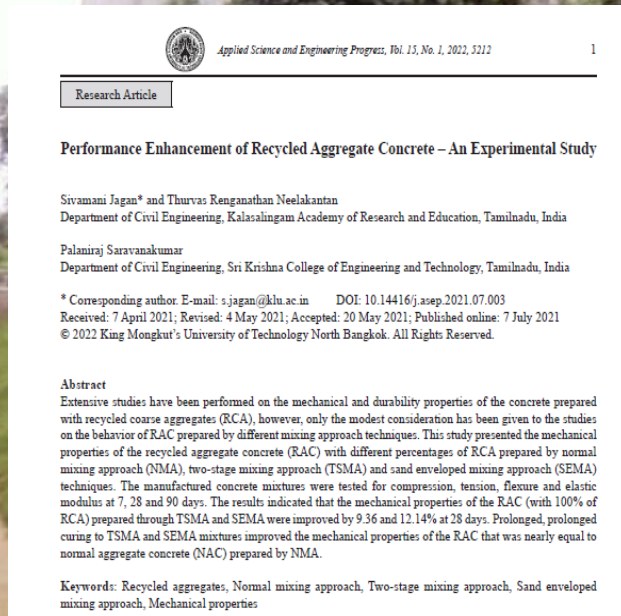 Applied Science and Engineering Progress, Vol. 15, No. 1, 2022, 5212
1
Research Article
Performance Enhancement of Recycled Aggregate Concrete – An Experimental Study
Sivamani Jagan* and Thurvas Renganathan Neelakantan
Department of Civil Engineering, Kalasalingam Academy of Research and Education, Tamilnadu, India
Palaniraj Saravanakumar
Department of Civil Engineering, Sri Krishna College of Engineering and Technology, Tamilnadu, India
* Corresponding author. E-mail: s.jagan@klu.ac.in DOI: 10.14416/j.asep.2021.07.003
Received: 7 April 2021; Revised: 4 May 2021; Accepted: 20 May 2021; Published online: 7 July 2021
© 2022 King Mongkut's University of Technology North Bangkok. All Rights Reserved.
Abstract
Extensive studies have been performed on the mechanical and durability properties of the concrete prepared
with recycled coarse aggregates (RCA), however, only the modest consideration has been given to the studies
on the behavior of RAC prepared by different mixing approach techniques. This study presented the mechanical
properties of the recycled aggregate concrete (RAC) with different percentages of RCA prepared by normal
mixing approach (NMA), two-stage mixing approach (TSMA) and sand enveloped mixing approach (SEMA)
techniques. The manufactured concrete mixtures were tested for compression, tension, flexure and elastic
modulus at 7, 28 and 90 days. The results indicated that the mechanical properties of the RAC (with 100% of
RCA) prepared through TSMA and SEMA were improved by 9.36 and 12.14% at 28 days. Prolonged, prolonged
curing to TSMA and SEMA mixtures improved the mechanical properties of the RAC that was nearly equal to
normal aggregate concrete (NAC) prepared by NMA.
Keywords: Recycled aggregates, Normal mixing approach, Two-stage mixing approach, Sand enveloped
mixing approach, Mechanical properties